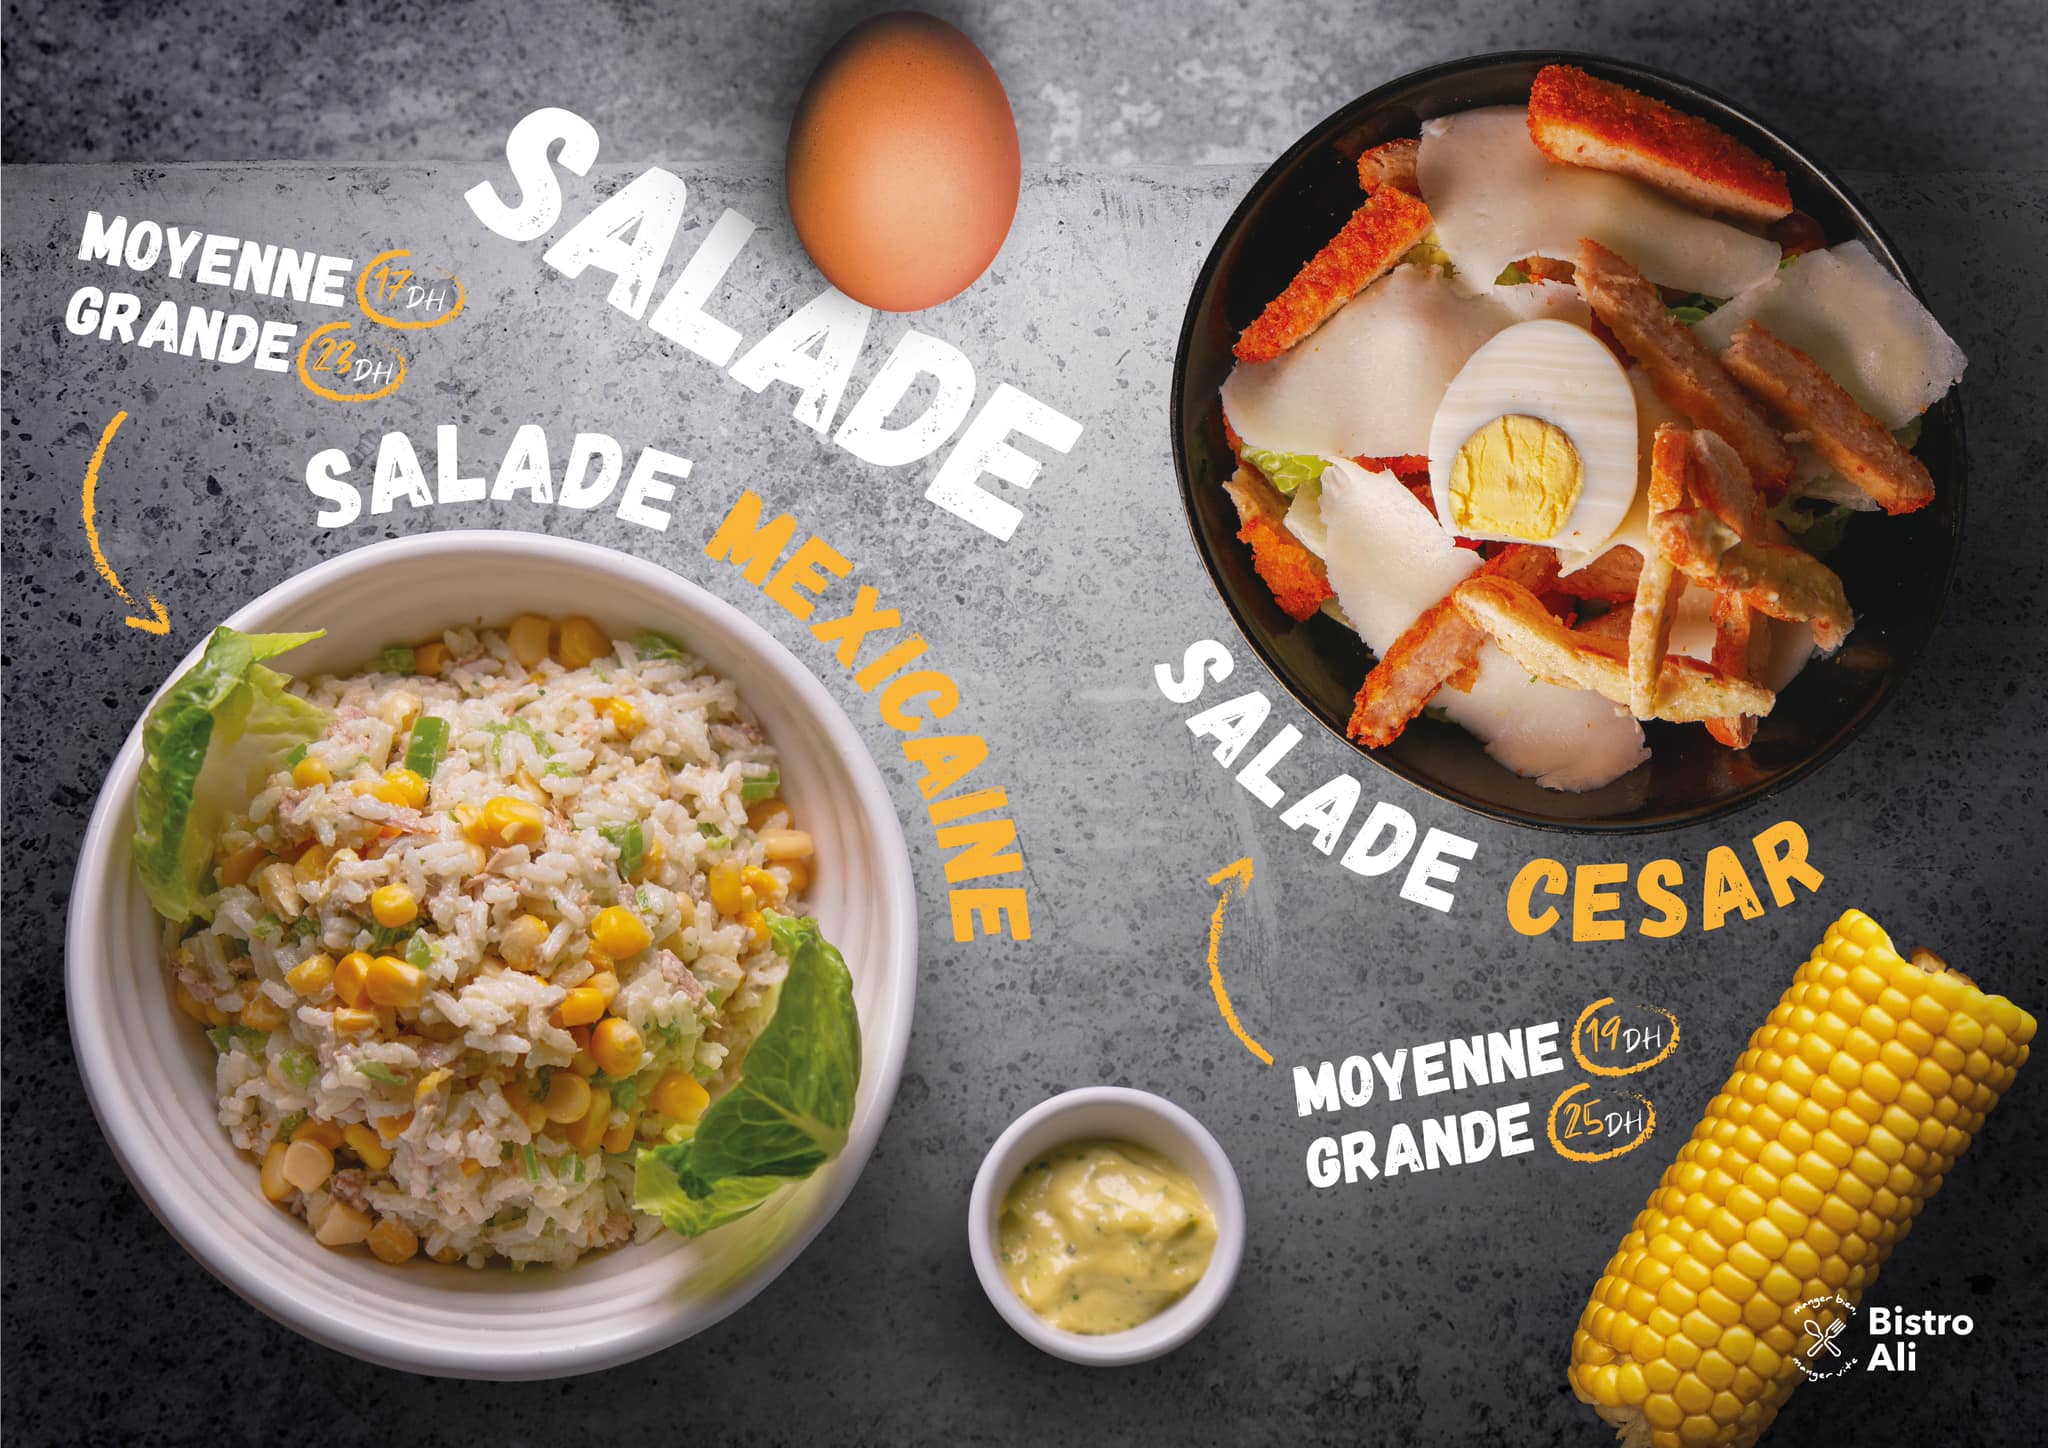 SALADE
MOYENNE 17DH
GRANDE 23DH
SALADE MEXICAINE
SALADE CESAR
MOYENNE 19DH
GRANDE 25DH
manger bien,
manger vite
Bistro
Ali